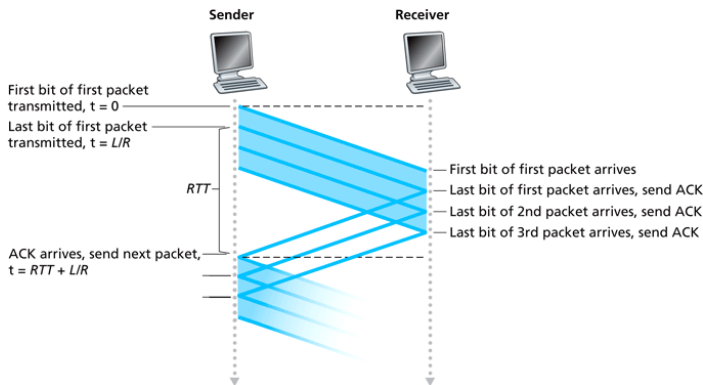 Sender
Receiver
First bit of first packet
transmitted, t = 0
Last bit of first packet
transmitted, t = L/R
RTT
First bit of first packet arrives
Last bit of first packet arrives, send ACK
Last bit of 2nd packet arrives, send ACK
Last bit of 3rd packet arrives, send ACK
ACK arrives, send next packet,
t = RTT + L/R